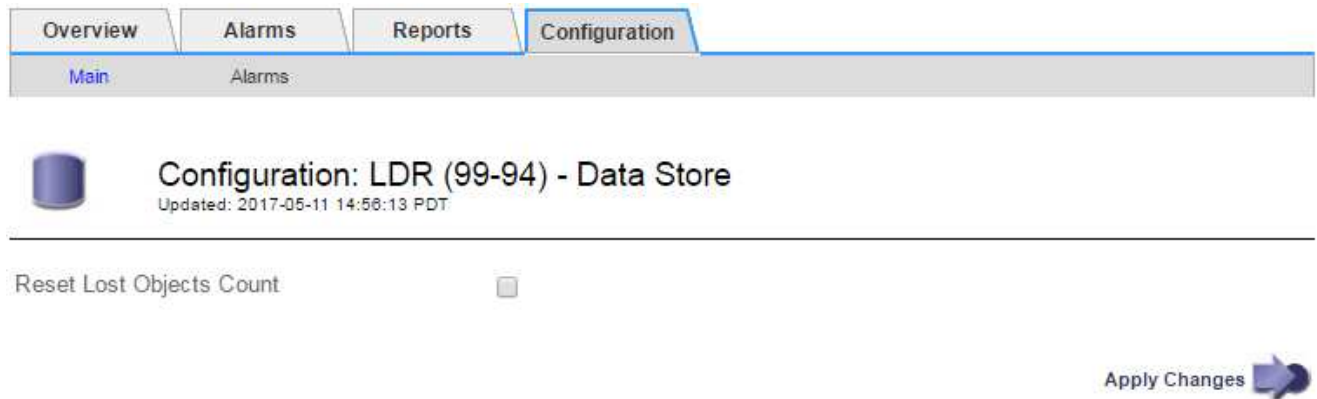 Overview Alarms Reports Configuration
Main Alarms
Configuration: LDR (99-94) - Data Store
Updated: 2017-05-11 14:56:13 PDT
Reset Lost Objects Count
Apply Changes